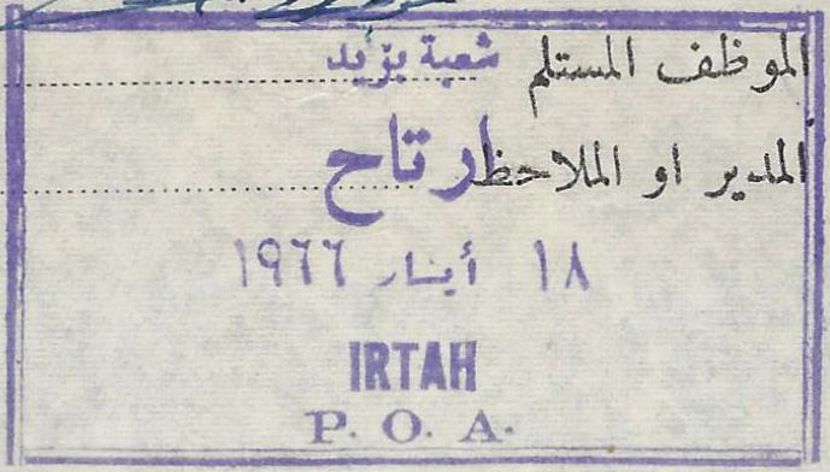 الموظف المستلم شعبة بريد
المدير او الملاحظ ارتاح
١٨ أيار ١٩٦٦
IRTAH
P. O. A.